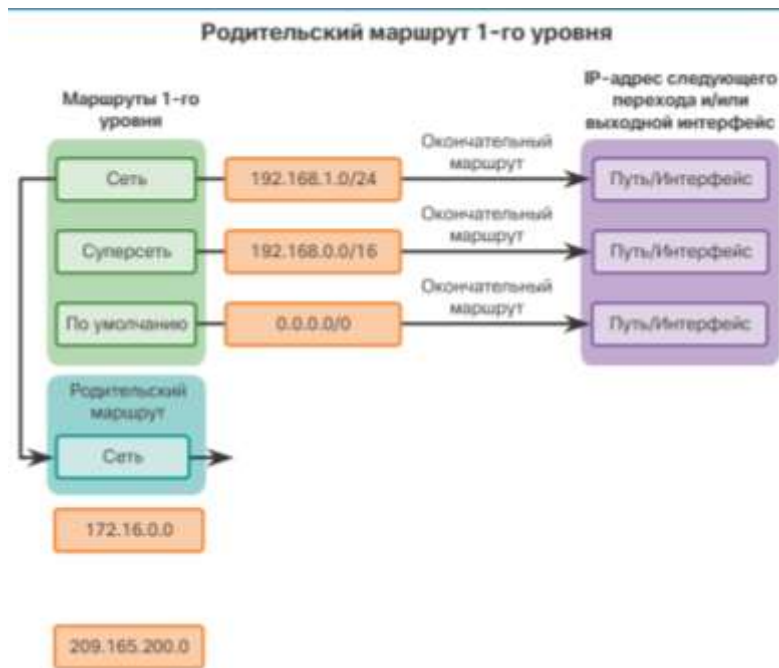 Родительский маршрут 1-го уровня
Маршруты 1-го
уровня
IP-адрес следующего
перехода и/или
выходной интерфейс
Сеть
192.168.1.0/24
Окончательный
маршрут
Путь/Интерфейс
Суперсеть
192.168.0.0/16
Окончательный
маршрут
Путь/Интерфейс
По умолчанию
0.0.0.0/0
Окончательный
маршрут
Путь/Интерфейс
Родительский
маршрут
Сеть
172.16.0.0
209.165.200.0